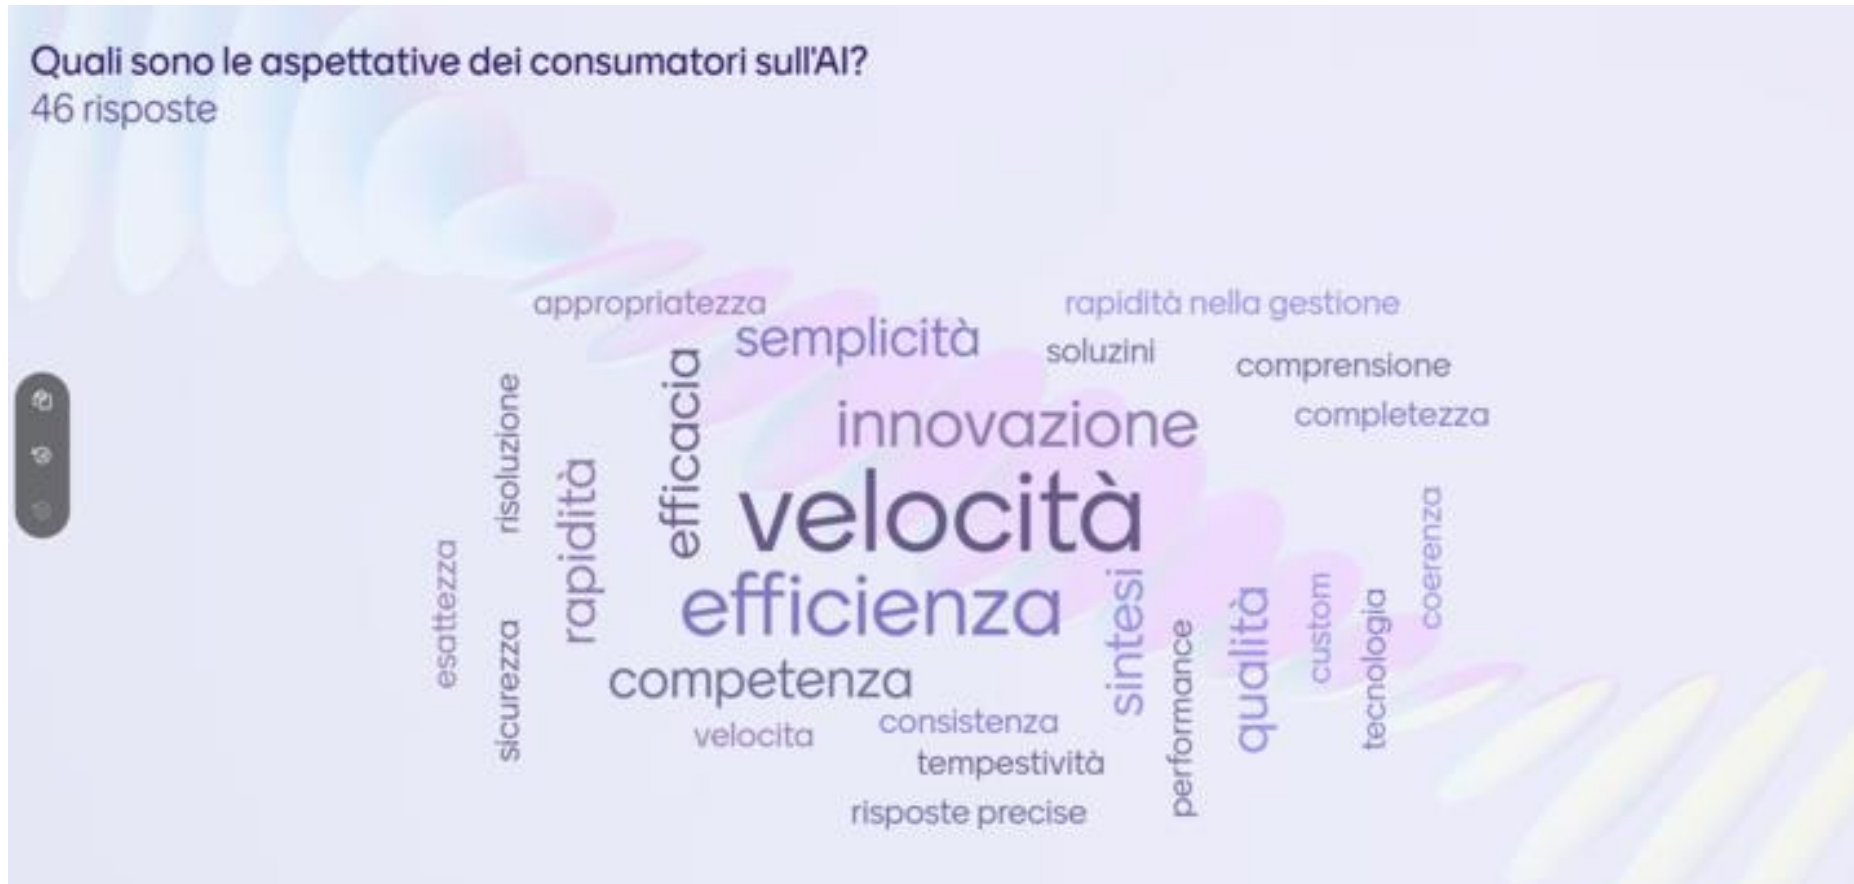 Quali sono le aspettative dei consumatori sull'AI?
46 risposte
appropriatezza
rapidità nella gestione
semplicità
soluzini
comprensione
efficacia
risoluzione
innovazione
completezza
rapidità
velocità
coerenza
esattezza
efficienza
sintesi
custom
qualità
tecnologia
sicurezza
competenza
performance
velocita
consistenza
tempestività
risposte precise